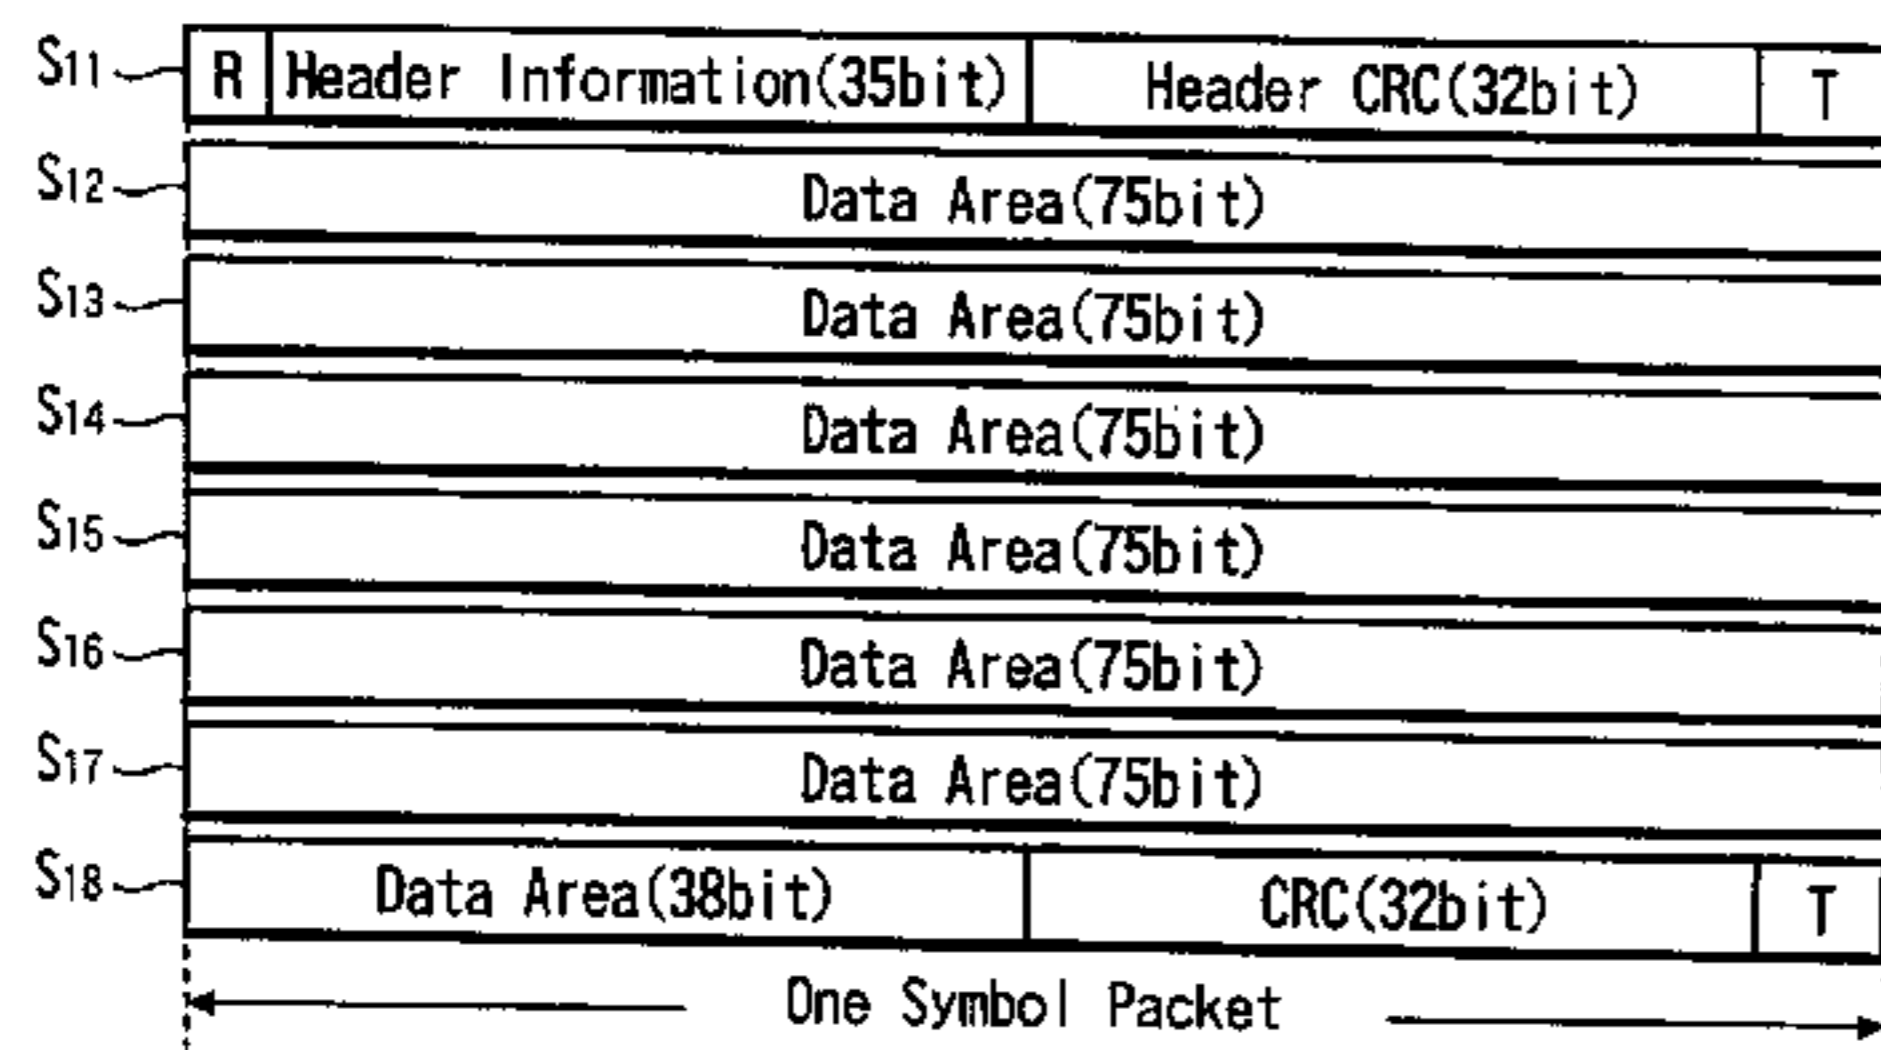 S11 R Header Information(35bit) Header CRC(32bit) T
S12 Data Area(75bit)
S13 Data Area(75bit)
S14 Data Area(75bit)
S15 Data Area(75bit)
S16 Data Area(75bit)
S17 Data Area(75bit)
S18 Data Area(38bit) CRC(32bit) T
One Symbol Packet